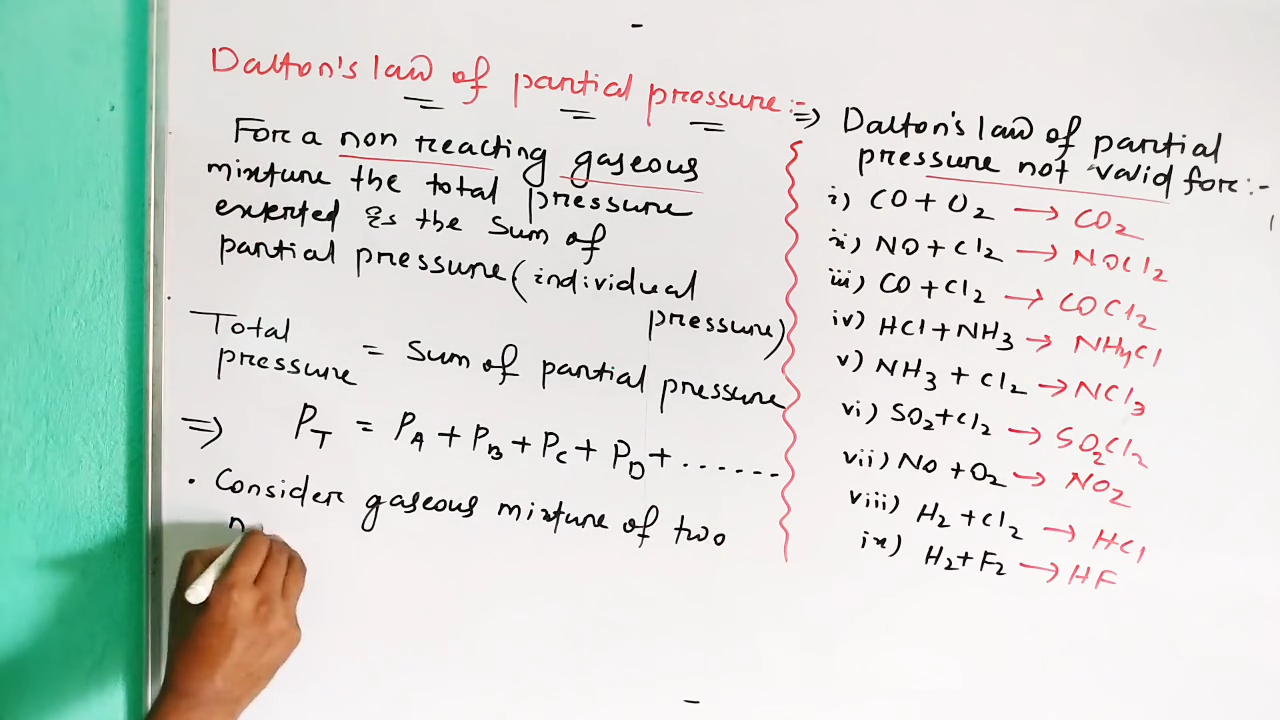 Dalton's law of partial pressure :-
For a non reacting gaseous
mixture the total pressure
exerted is the sum of
partial pressure (individual
pressure)
Total
pressure = Sum of partial pressure
⇒ P_T = P_A + P_B + P_C + P_D + .......
. Consider gaseous mixture of two
n
⇒ Dalton's law of partial
pressure not valid for :-
i) CO + O₂ → CO₂
ii) NO + Cl₂ → NOCl₂
iii) CO + Cl₂ → COCl₂
iv) HCl + NH₃ → NH₄Cl
v) NH₃ + Cl₂ → NCl₃
vi) SO₂ + Cl₂ → SO₂Cl₂
vii) NO + O₂ → NO₂
viii) H₂ + Cl₂ → HCl
ix) H₂ + F₂ → HF